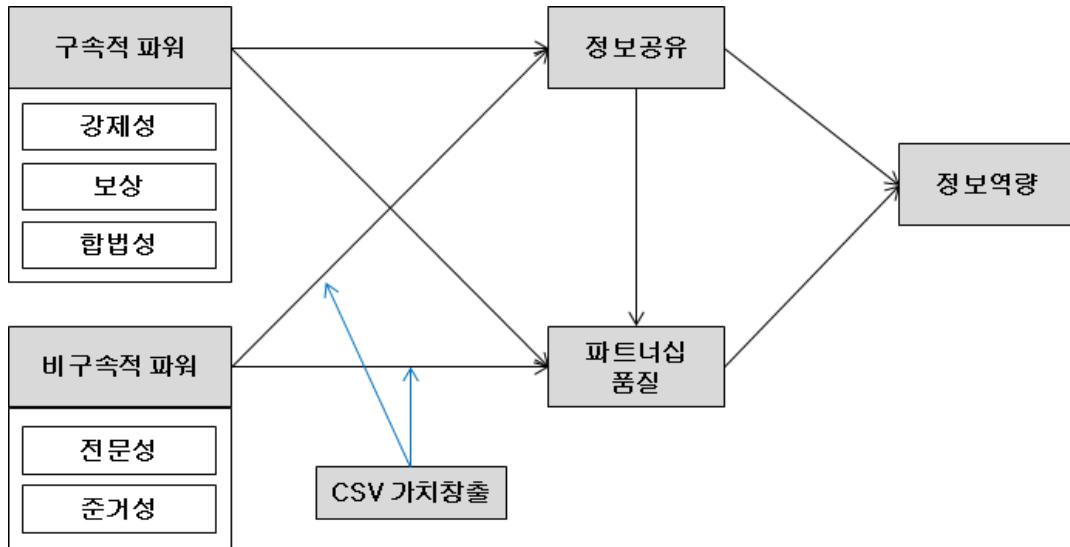 구속적 파워
강제성
보상
합법성
비구속적 파워
전문성
준거성
정보공유
파트너십
품질
CSV 가치창출
정보역량